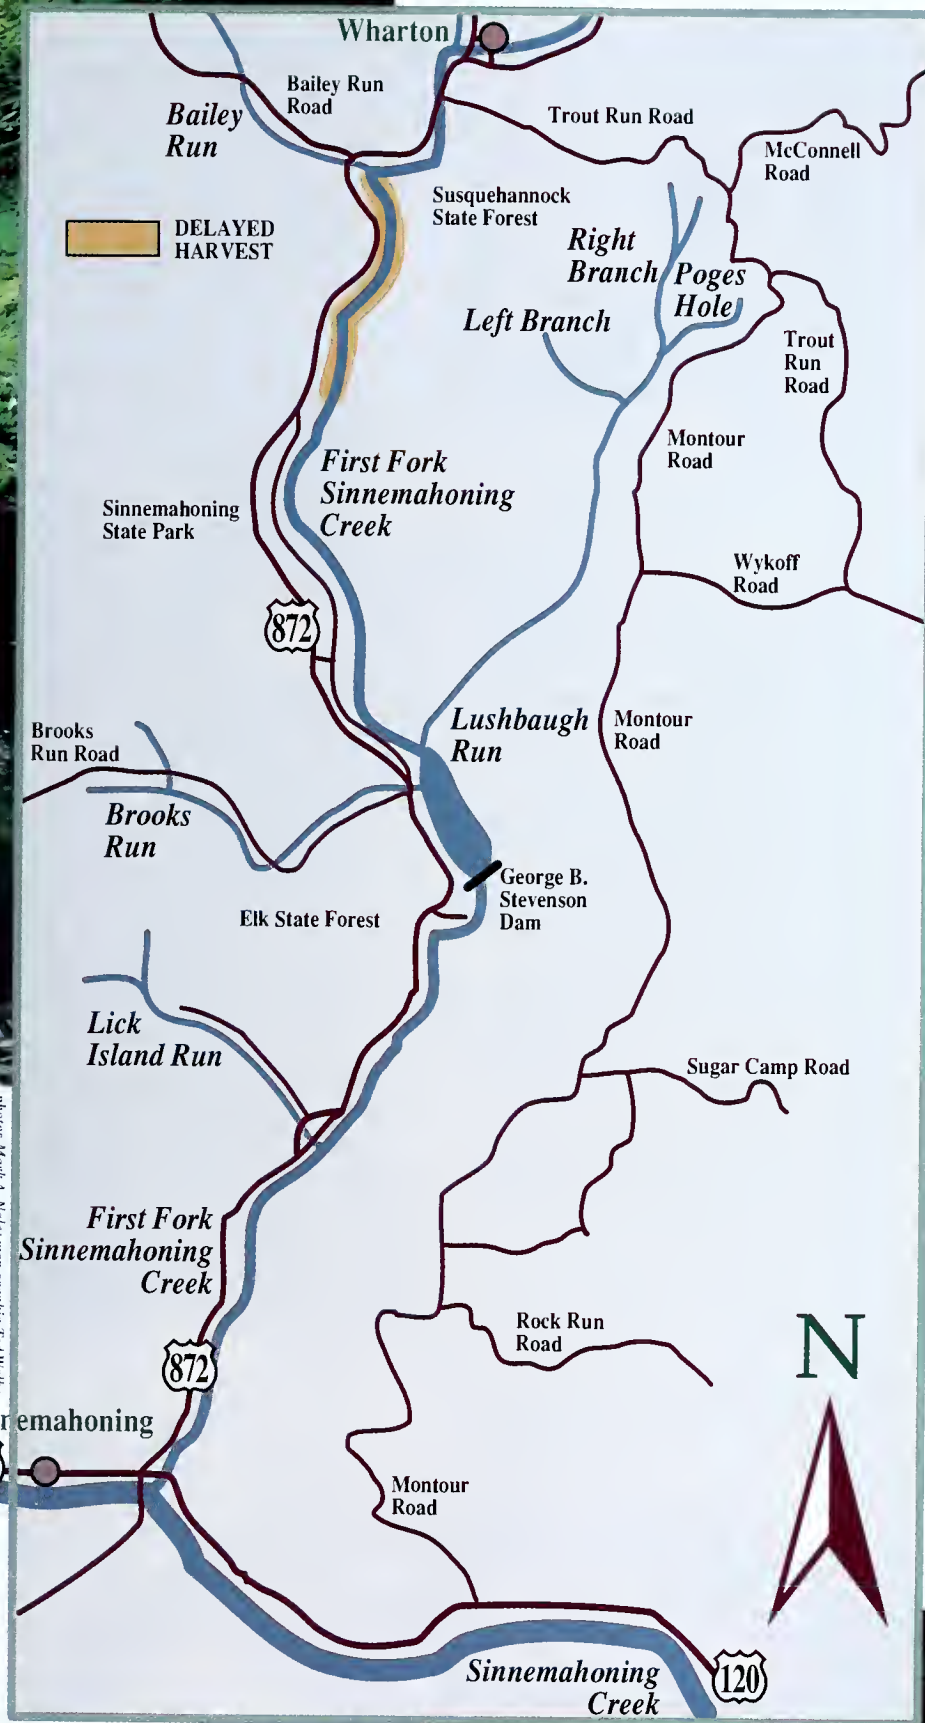 Wharton
Bailey Run
Road
Bailey
Run
Trout Run Road
McConnell
Road
Susquehannock
State Forest
DELAYED
HARVEST
Right
Branch
Poges
Hole
Left Branch
Trout
Run
Road
Montour
Road
First Fork
Sinnemahoning
Creek
Sinnemahoning
State Park
Wykoff
Road
872
Lushbaugh
Run
Montour
Road
Brooks
Run Road
Brooks
Run
George B.
Stevenson
Dam
Elk State Forest
Lick
Island Run
Sugar Camp Road
First Fork
Sinnemahoning
Creek
Rock Run
Road
N
872
nemahoning
Montour
Road
Sinnemahoning
Creek
120